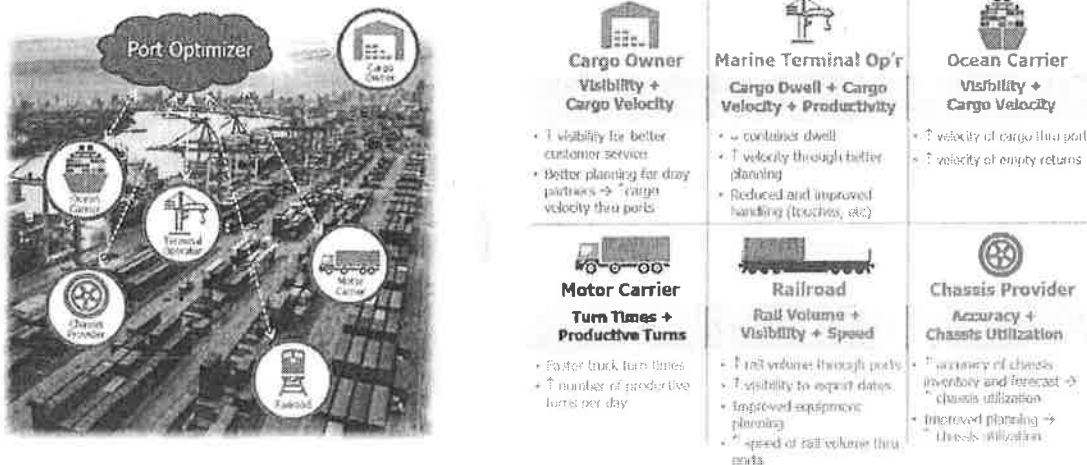 Port Optimizer
Cargo
Owner
Ocean
Carrier
Terminal
Operator
Motor
Carrier
Chassis
Provider
Railroad
Cargo Owner
Visibility +
Cargo Velocity
• ↑ visibility for better
customer service
• Better planning for dray
partners → ↑cargo
velocity thru ports
Marine Terminal Op'r
Cargo Dwell + Cargo
Velocity + Productivity
• container dwell
• ↑ velocity through better
planning
• Reduced and improved
handling (touches, etc)
Ocean Carrier
Visibility +
Cargo Velocity
• ↑ velocity of cargo thru port
• ↑ velocity of empty returns
Motor Carrier
Turn Times +
Productive Turns
• Faster truck turn times
• ↑ number of productive
turns per day
Railroad
Rail Volume +
Visibility + Speed
• ↑ rail volume through ports
• ↑ visibility to export dates
• Improved equipment
planning
• ↑ speed of rail volume thru
ports
Chassis Provider
Accuracy +
Chassis Utilization
• ↑ accuracy of chassis
inventory and forecast →
↑ chassis utilization
• Improved planning →
↑ chassis utilization